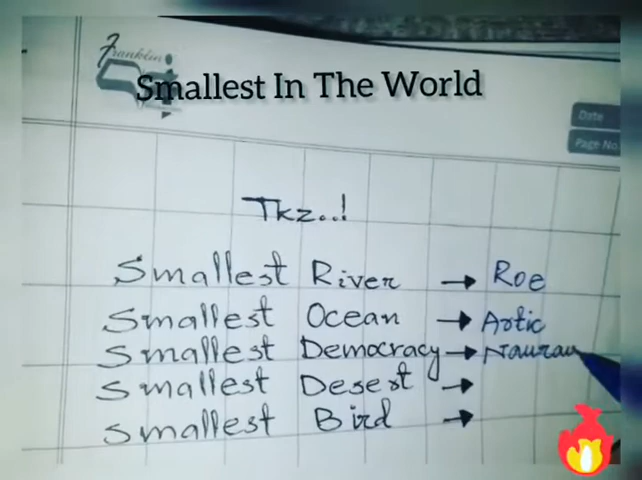 Franklin
Smallest In The World
Date
Page No.
Tkz..!
Smallest River → Roe
Smallest Ocean → Artic
Smallest Democracy → Naurau
Smallest Desert →
Smallest Bird →